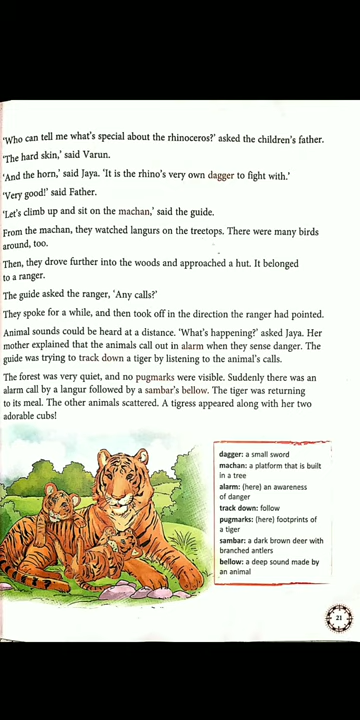 'Who can tell me what's special about the rhinoceros?' asked the children's father.
'The hard skin,' said Varun.
'And the horn,' said Jaya. 'It is the rhino's very own dagger to fight with.'
'Very good!' said Father.
'Let's climb up and sit on the machan,' said the guide.
From the machan, they watched langurs on the treetops. There were many birds
around, too.
Then, they drove further into the woods and approached a hut. It belonged
to a ranger.
The guide asked the ranger, 'Any calls?'
They spoke for a while, and then took off in the direction the ranger had pointed.
Animal sounds could be heard at a distance. 'What's happening?' asked Jaya. Her
mother explained that the animals call out in alarm when they sense danger. The
guide was trying to track down a tiger by listening to the animal's calls.
The forest was very quiet, and no pugmarks were visible. Suddenly there was an
alarm call by a langur followed by a sambar's bellow. The tiger was returning
to its meal. The other animals scattered. A tigress appeared along with her two
adorable cubs!
dagger: a small sword
machan: a platform that is built
in a tree
alarm: (here) an awareness
of danger
track down: follow
pugmarks: (here) footprints of
a tiger
sambar: a dark brown deer with
branched antlers
bellow: a deep sound made by
an animal
21